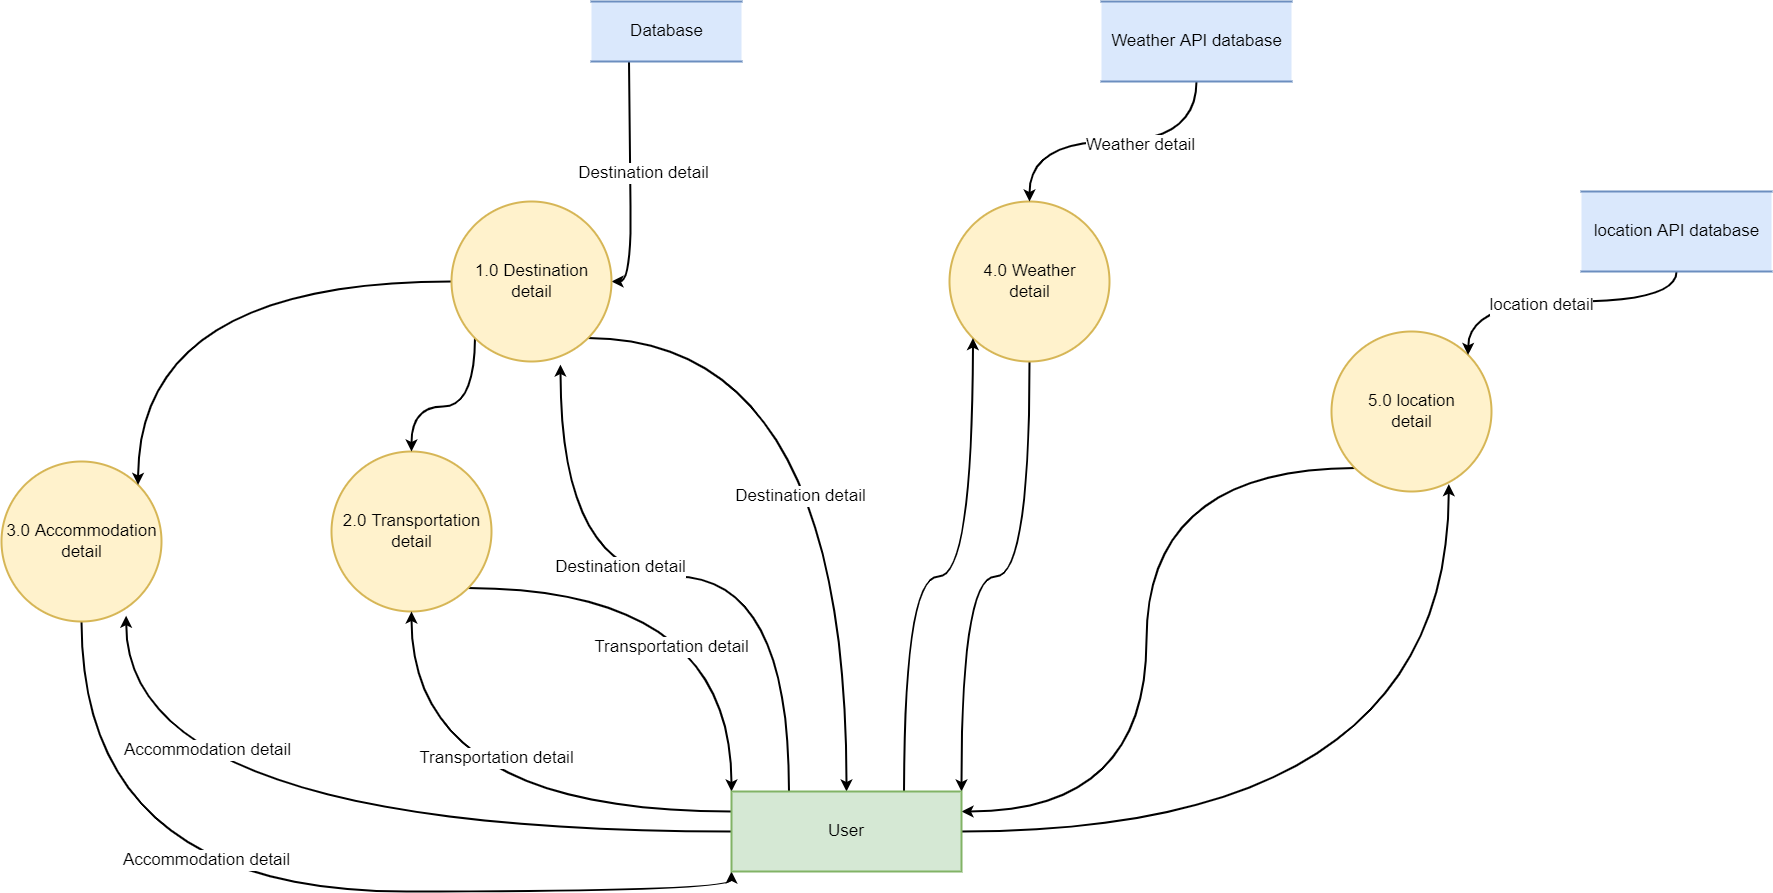 Database
Weather API database
Destination detail
Weather detail
location API database
1.0 Destination
detail
4.0 Weather
detail
location detail
5.0 location
detail
Destination detail
3.0 Accommodation
detail
2.0 Transportation
detail
Destination detail
Transportation detail
Accommodation detail
Transportation detail
User
Accommodation detail